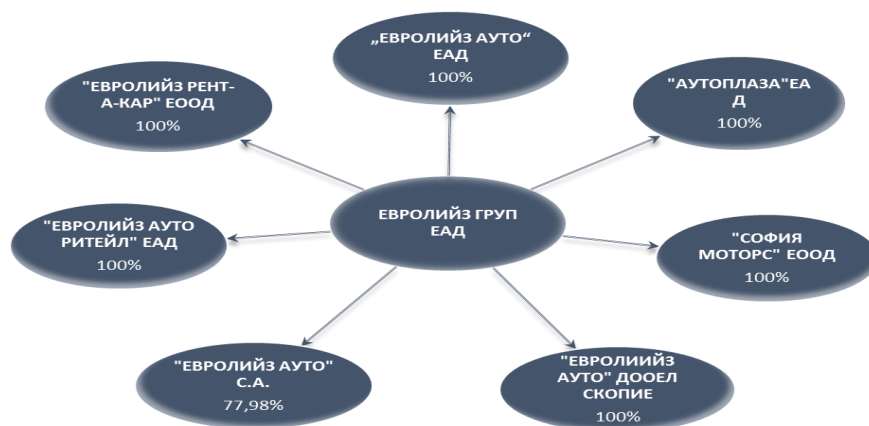 „ЕВРОЛИЙЗ АУТО“
ЕАД
100%
"ЕВРОЛИЙЗ РЕНТ-
А-КАР" ЕООД
100%
"АУТОПЛАЗА"ЕА
Д
100%
ЕВРОЛИЙЗ ГРУП
ЕАД
"ЕВРОЛИЙЗ АУТО
РИТЕЙЛ" ЕАД
100%
"СОФИЯ
МОТОРС" ЕООД
100%
"ЕВРОЛИЙЗ АУТО"
С.А.
77,98%
"ЕВРОЛИИЙЗ
АУТО" ДООЕЛ
СКОПИЕ
100%